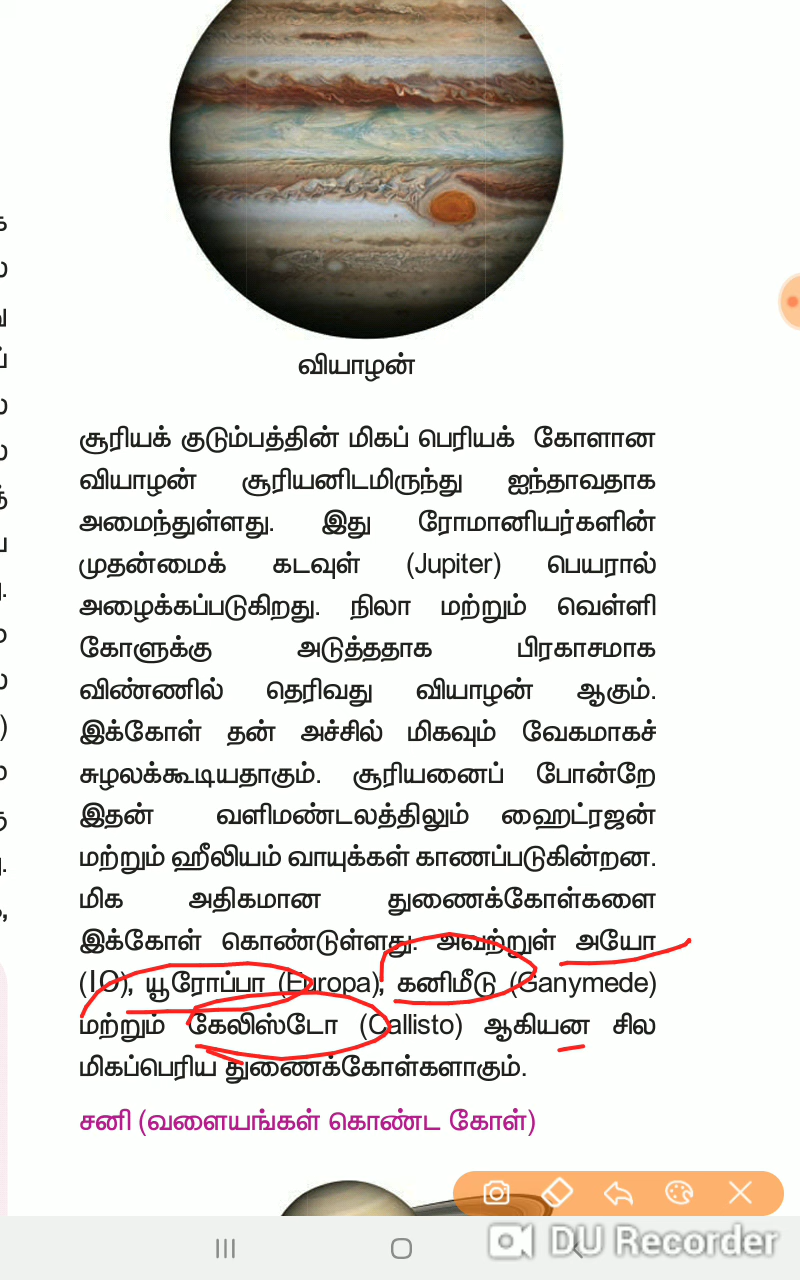 வியாழன்
சூரியக் குடும்பத்தின் மிகப் பெரியக் கோளான
வியாழன் சூரியனிடமிருந்து ஐந்தாவதாக
அமைந்துள்ளது. இது ரோமானியர்களின்
முதன்மைக் கடவுள் (Jupiter) பெயரால்
அழைக்கப்படுகிறது. நிலா மற்றும் வெள்ளி
கோளுக்கு அடுத்ததாக பிரகாசமாக
விண்ணில் தெரிவது வியாழன் ஆகும்.
இக்கோள் தன் அச்சில் மிகவும் வேகமாகச்
சுழலக்கூடியதாகும். சூரியனைப் போன்றே
இதன் வளிமண்டலத்திலும் ஹைட்ரஜன்
மற்றும் ஹீலியம் வாயுக்கள் காணப்படுகின்றன.
மிக அதிகமான துணைக்கோள்களை
இக்கோள் கொண்டுள்ளது. அவற்றுள் அயோ
(IO), யூரோப்பா (Europa), கனிமீடு (Ganymede)
மற்றும் கேலிஸ்டோ (Callisto) ஆகியன சில
மிகப்பெரிய துணைக்கோள்களாகும்.
சனி (வளையங்கள் கொண்ட கோள்)
DU Recorder